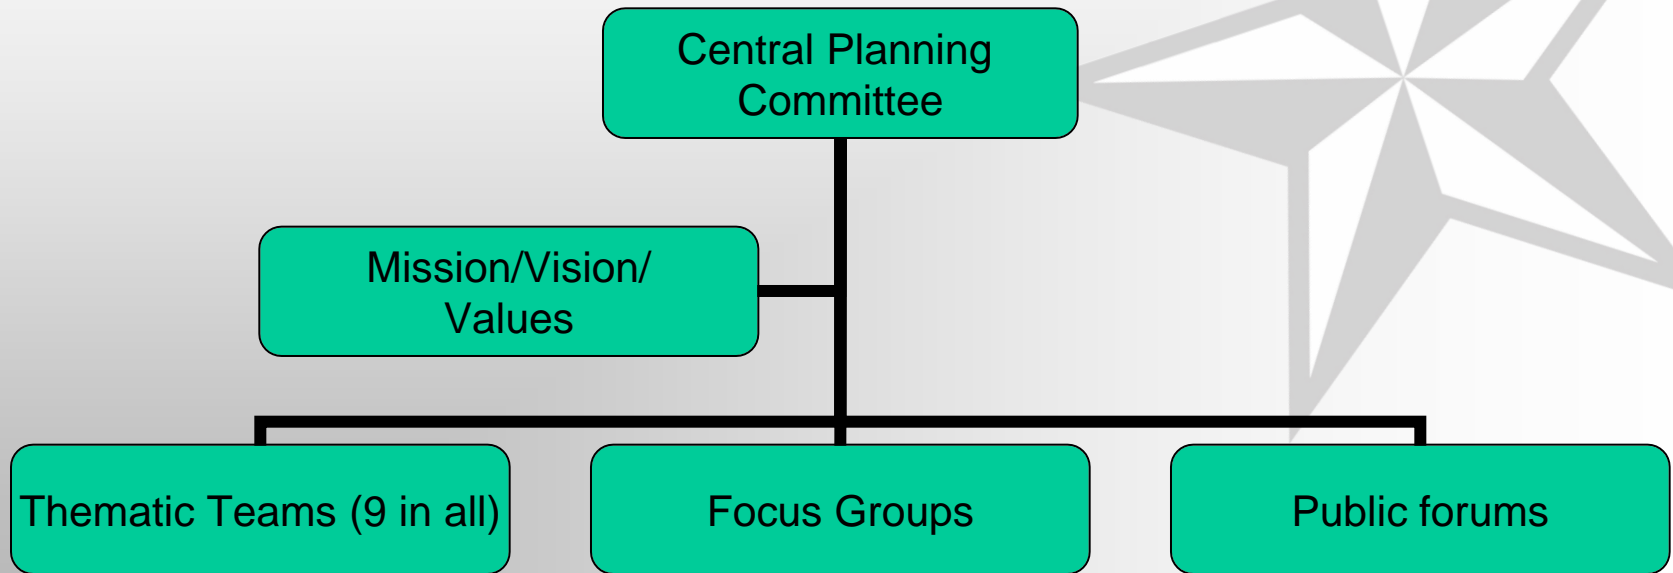 Central Planning
Committee
Mission/Vision/
Values
Thematic Teams (9 in all)
Focus Groups
Public forums